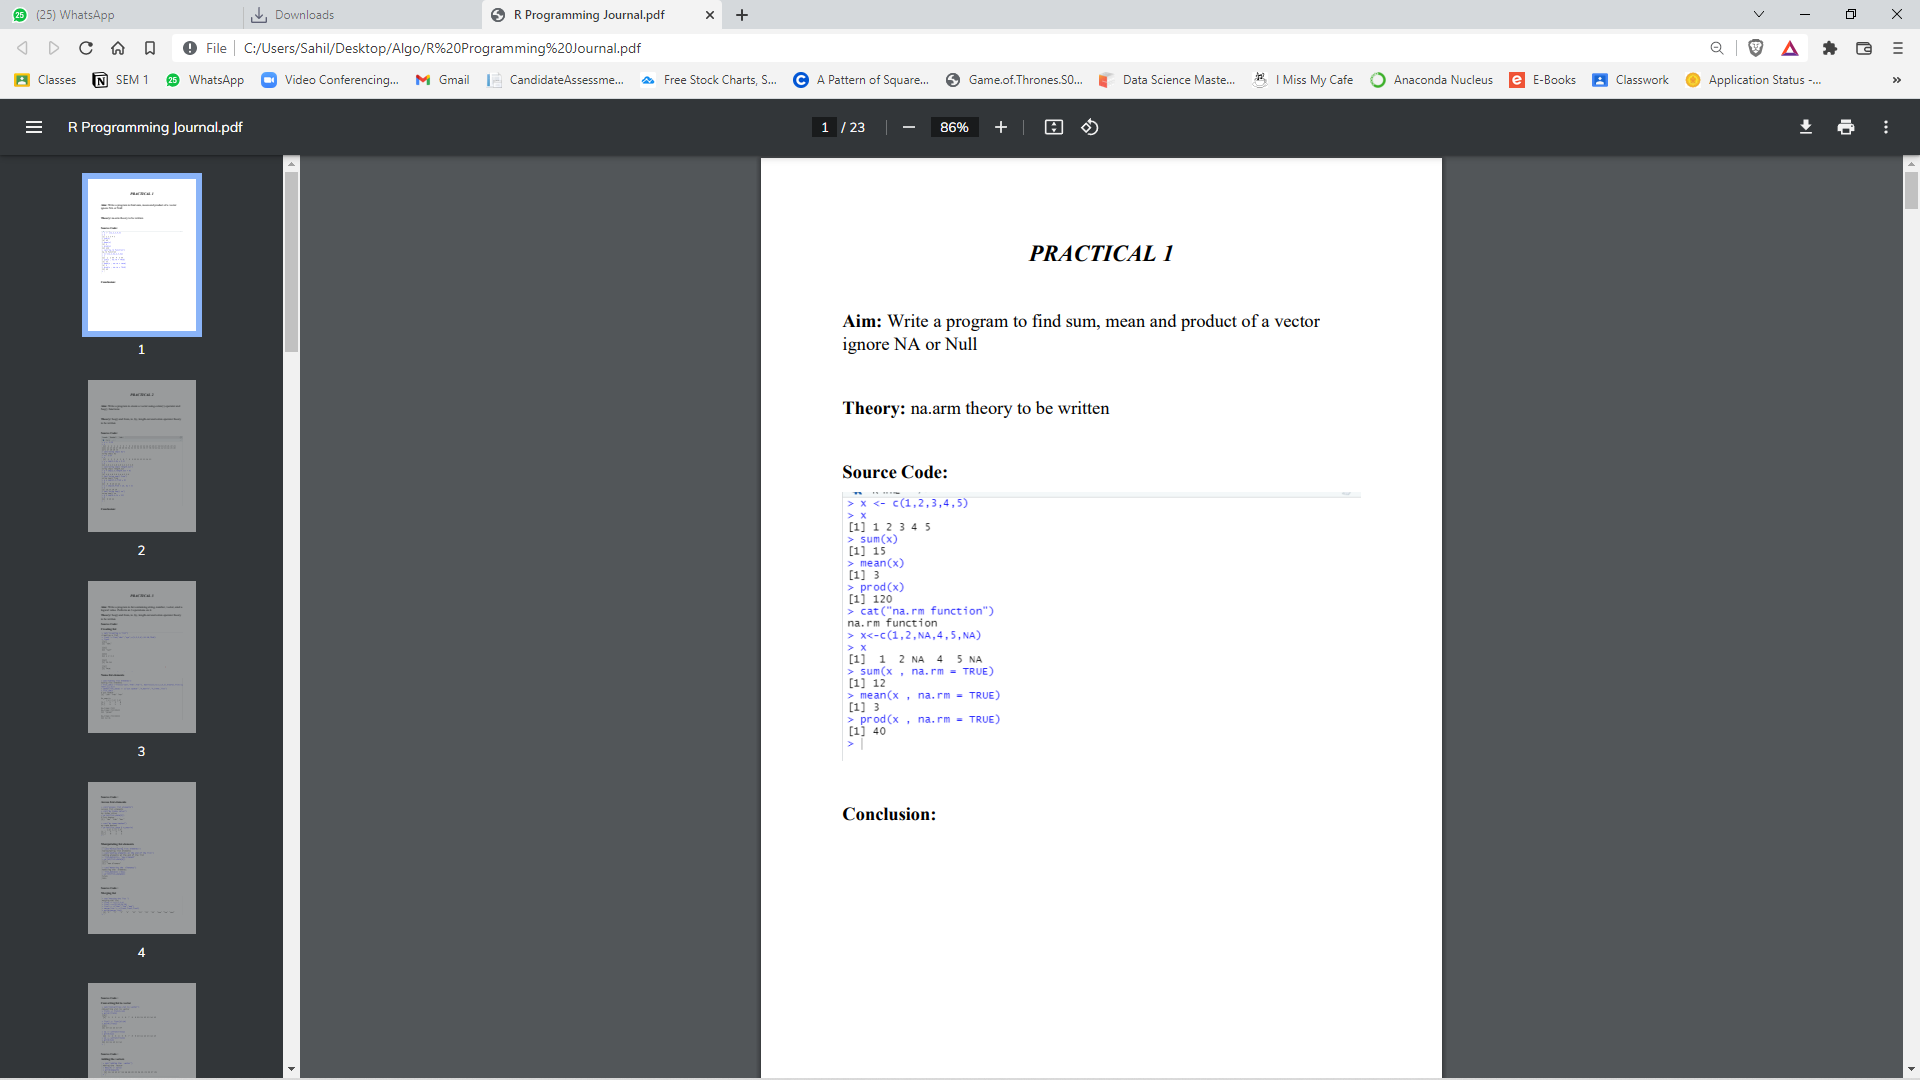 (25) WhatsApp
Downloads
R Programming Journal.pdf
File
C:/Users/Sahil/Desktop/Algo/R%20Programming%20Journal.pdf
Classes
SEM 1
25 WhatsApp
Video Conferencing...
Gmail
CandidateAssessme...
Free Stock Charts, S...
A Pattern of Square...
Game.of.Thrones.S0...
Data Science Maste...
I Miss My Cafe
Anaconda Nucleus
E-Books
Classwork
Application Status -...
R Programming Journal.pdf
1 / 23
86%
1
2
3
4
PRACTICAL 1
Aim: Write a program to find sum, mean and product of a vector
ignore NA or Null
Theory: na.arm theory to be written
Source Code:
> x <- c(1,2,3,4,5)
> x
[1] 1 2 3 4 5
> sum(x)
[1] 15
> mean(x)
[1] 3
> prod(x)
[1] 120
> cat("na.rm function")
na.rm function
> x<-c(1,2,NA,4,5,NA)
> x
[1]  1  2 NA  4  5 NA
> sum(x , na.rm = TRUE)
[1] 12
> mean(x , na.rm = TRUE)
[1] 3
> prod(x , na.rm = TRUE)
[1] 40
>
Conclusion: